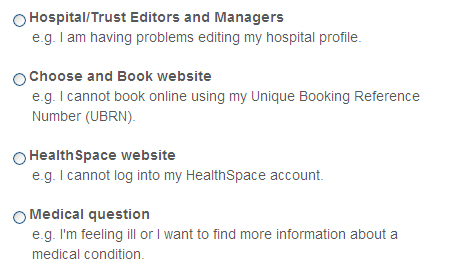 Hospital/Trust Editors and Managers
e.g. I am having problems editing my hospital profile.
Choose and Book website
e.g. I cannot book online using my Unique Booking Reference
Number (UBRN).
HealthSpace website
e.g. I cannot log into my HealthSpace account.
Medical question
e.g. I'm feeling ill or I want to find more information about a
medical condition.